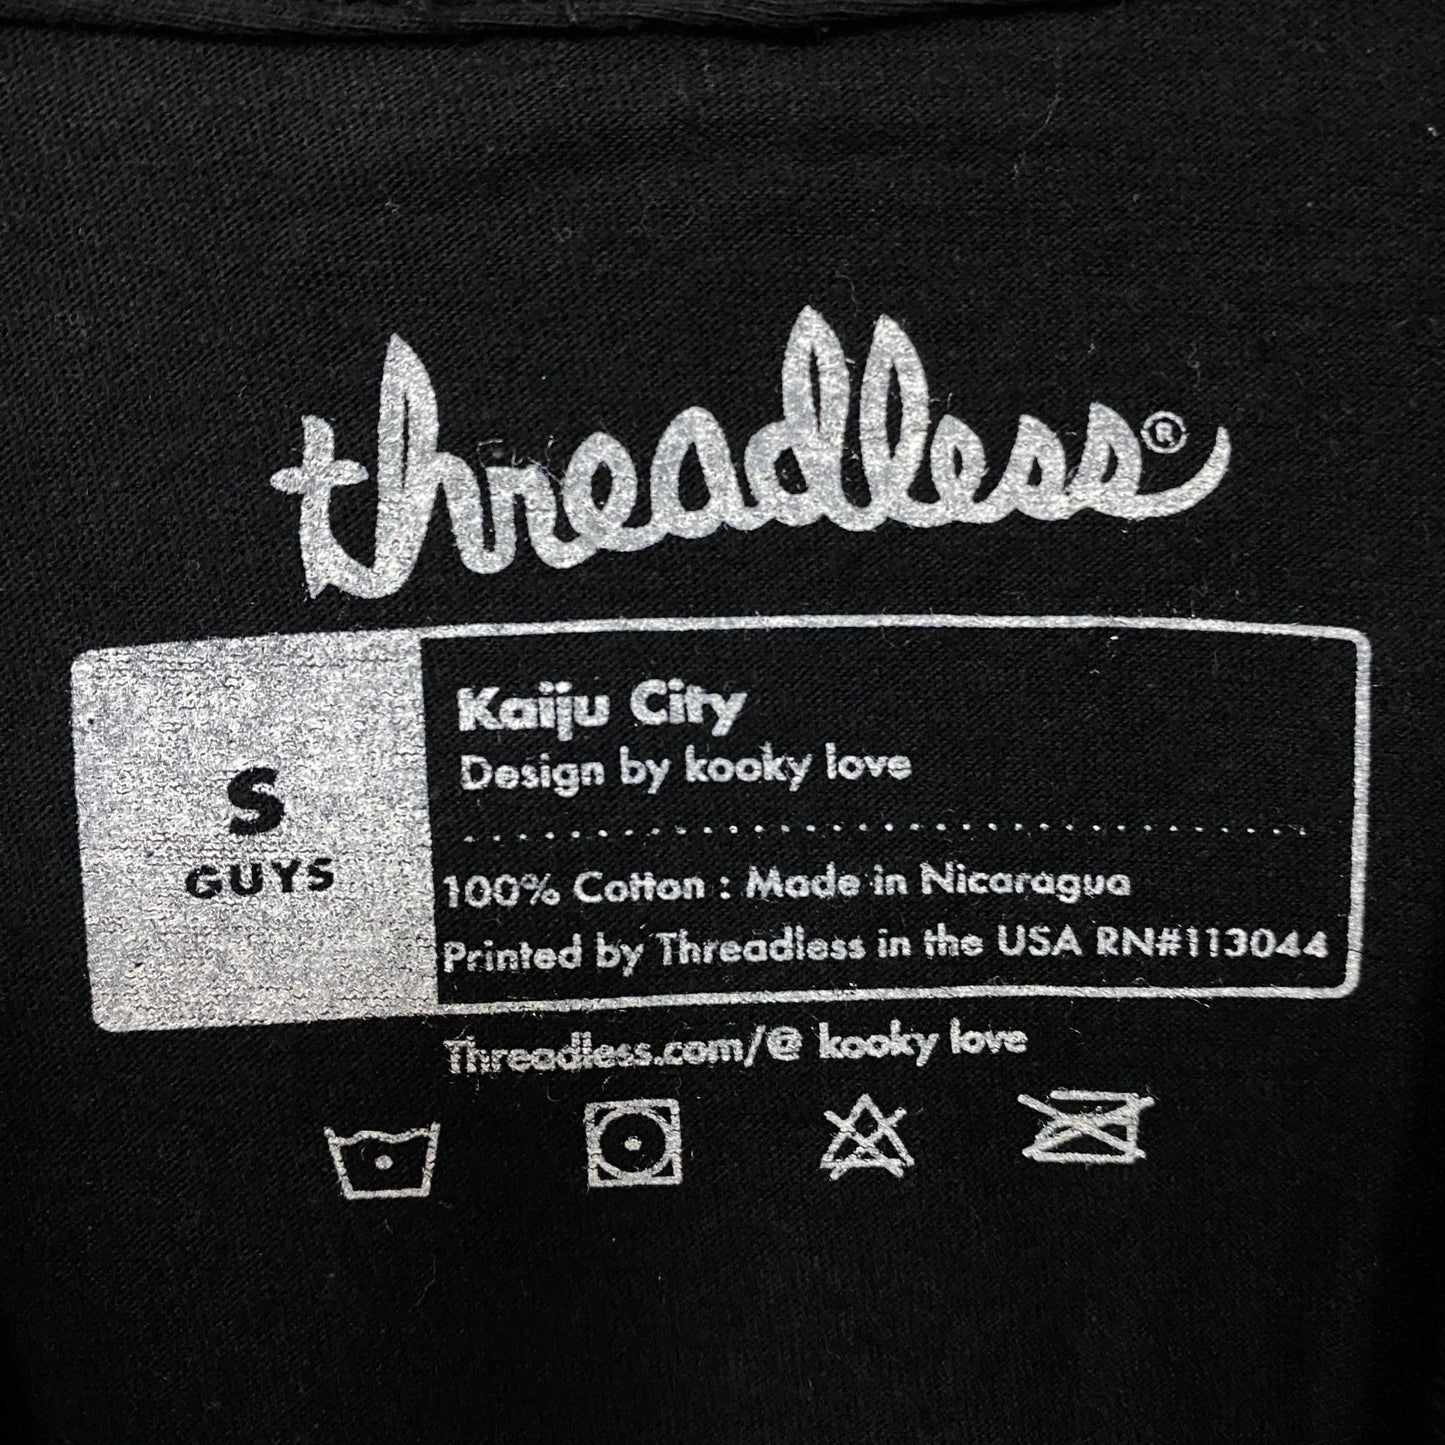 threadless®
S
GUYS
Kaiju City
Design by kooky love
100% Cotton : Made in Nicaragua
Printed by Threadless in the USA RN#113044
Threadless.com/@ kooky love